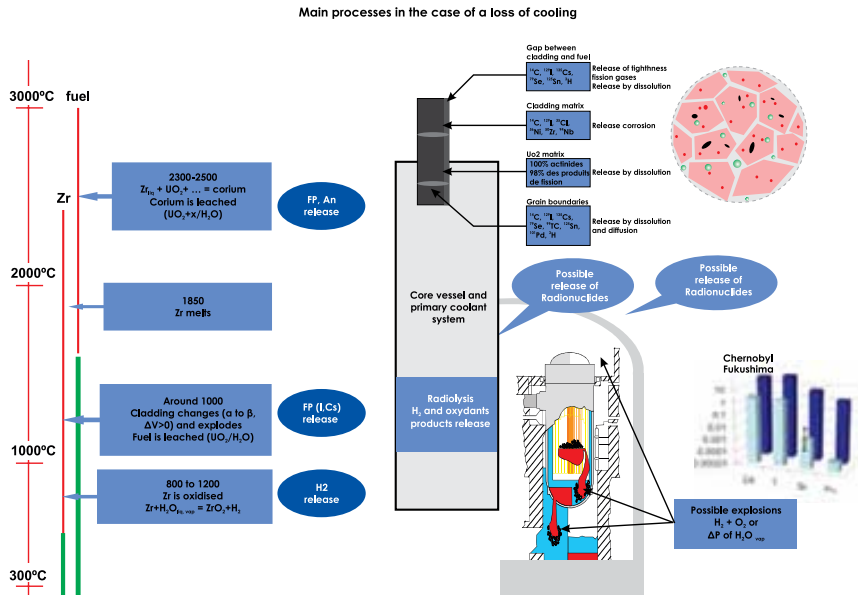 Main processes in the case of a loss of cooling
3000ºC
fuel
Zr
2000ºC
1000ºC
300ºC
2300-2500
Zrₗᵢq + UO₂+ ... = corium
Corium is leached
(UO₂+x/H₂O)
FP, An
release
1850
Zr melts
Around 1000
Cladding changes (α to β,
ΔV>0) and explodes
Fuel is leached (UO₂/H₂O)
FP (I,Cs)
release
800 to 1200
Zr is oxidised
Zr+H₂Oₗᵢq, ᵥₐₚ = ZrO₂+H₂
H2
release
Gap between
cladding and fuel
Release of tighthness
fission gases
Release by dissolution
Cladding matrix
Release corrosion
Uo2 matrix
100% actinides
98% des produits
de fission
Release by dissolution
Grain boundaries
Release by dissolution
and diffusion
Core vessel and
primary coolant
system
Radiolysis
H₂ and oxydants
products release
Possible
release of
Radionuclides
Possible
release of
Radionuclides
Chernobyl
Fukushima
Possible explosions
H₂ + O₂ or
ΔP of H₂O ᵥₐₚ